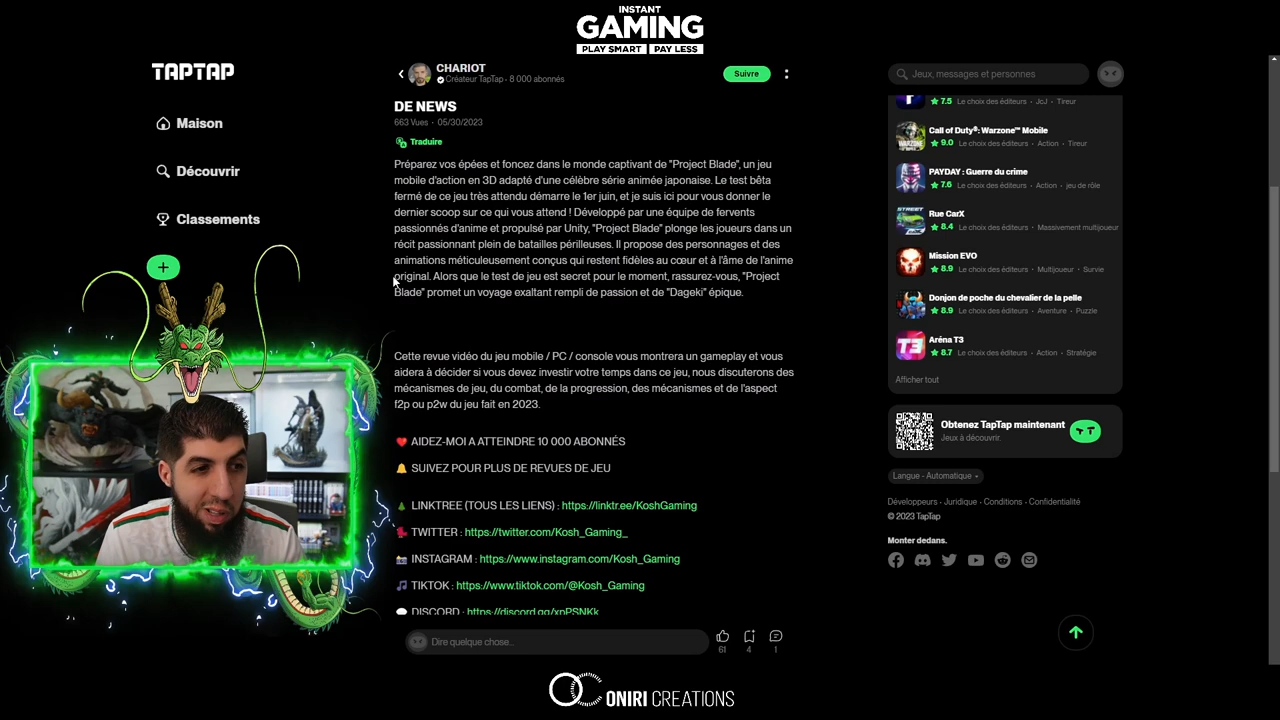 INSTANT
GAMING
PLAY SMART PAY LESS
TAPTAP
Maison
Découvrir
Classements
CHARIOT
Créateur TapTap · 8 000 abonnés
Suivre
DE NEWS
663 Vues · 05/30/2023
Traduire
Préparez vos épées et foncez dans le monde captivant de "Project Blade", un jeu
mobile d'action en 3D adapté d'une célèbre série animée japonaise. Le test bêta
fermé de ce jeu très attendu démarre le 1er juin, et je suis ici pour vous donner le
dernier scoop sur ce qui vous attend ! Développé par une équipe de fervents
passionnés d'anime et propulsé par Unity, "Project Blade" plonge les joueurs dans un
récit passionnant plein de batailles périlleuses. Il propose des personnages et des
animations méticuleusement conçus qui restent fidèles au cœur et à l'âme de l'anime
original. Alors que le test de jeu est secret pour le moment, rassurez-vous, "Project
Blade" promet un voyage exaltant rempli de passion et de "Dageki" épique.
Cette revue vidéo du jeu mobile / PC / console vous montrera un gameplay et vous
aidera à décider si vous devez investir votre temps dans ce jeu, nous discuterons des
mécanismes de jeu, du combat, de la progression, des mécanismes et de l'aspect
f2p ou p2w du jeu fait en 2023.
AIDEZ-MOI A ATTEINDRE 10 000 ABONNÉS
SUIVEZ POUR PLUS DE REVUES DE JEU
LINKTREE (TOUS LES LIENS) : https://linktr.ee/KoshGaming
TWITTER : https://twitter.com/Kosh_Gaming_
INSTAGRAM : https://www.instagram.com/Kosh_Gaming
TIKTOK : https://www.tiktok.com/@Kosh_Gaming
DISCORD : https://discord.gg/xpPSNKk
Dire quelque chose...
61 4 1
Jeux, messages et personnes
7.5 Le choix des éditeurs · JcJ · Tireur
Call of Duty®: Warzone™ Mobile
9.0 Le choix des éditeurs · Action · Tireur
PAYDAY : Guerre du crime
7.6 Le choix des éditeurs · Action · jeu de rôle
Rue CarX
8.4 Le choix des éditeurs · Massivement multijoueur
Mission EVO
8.9 Le choix des éditeurs · Multijoueur · Survie
Donjon de poche du chevalier de la pelle
8.9 Le choix des éditeurs · Aventure · Puzzle
Aréna T3
8.7 Le choix des éditeurs · Action · Stratégie
Afficher tout
Obtenez TapTap maintenant
Jeux à découvrir.
Langue - Automatique
Développeurs · Juridique · Conditions · Confidentialité
© 2023 TapTap
Monter dedans.
OC ONIRI CREATIONS